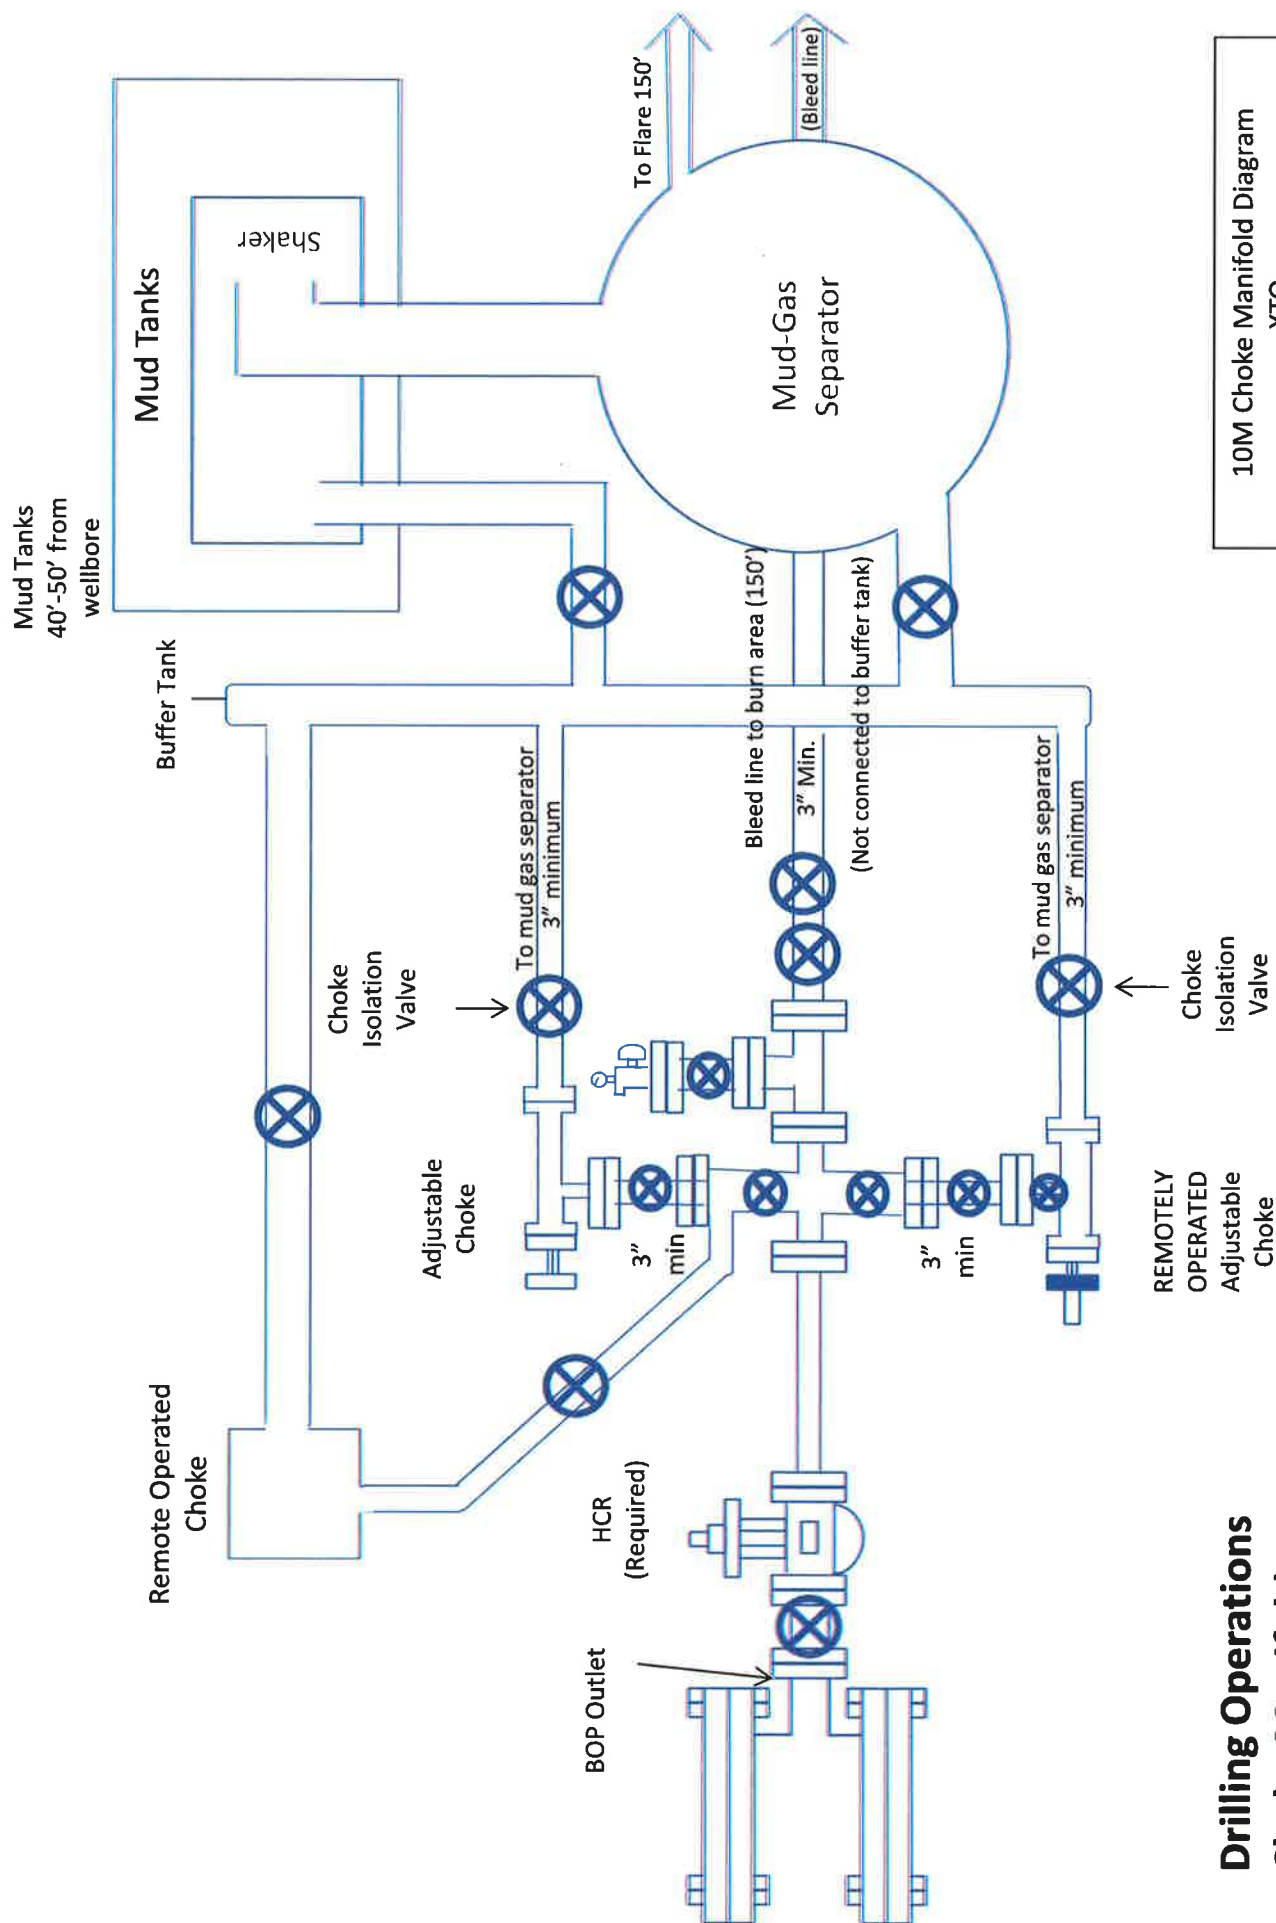 Mud Tanks
40'-50' from
wellbore
Mud Tanks
Shaker
Buffer Tank
To Flare 150'
(Bleed line)
Mud-Gas
Separator
Remote Operated
Choke
Adjustable
Choke
Choke
Isolation
Valve
To mud gas separator
3" minimum
Bleed line to burn area (150')
3" Min.
(Not connected to buffer tank)
To mud gas separator
3" minimum
Choke
Isolation
Valve
3"
min
3"
min
REMOTELY
OPERATED
Adjustable
Choke
HCR
(Required)
BOP Outlet
Drilling Operations
10M Choke Manifold Diagram
XTO